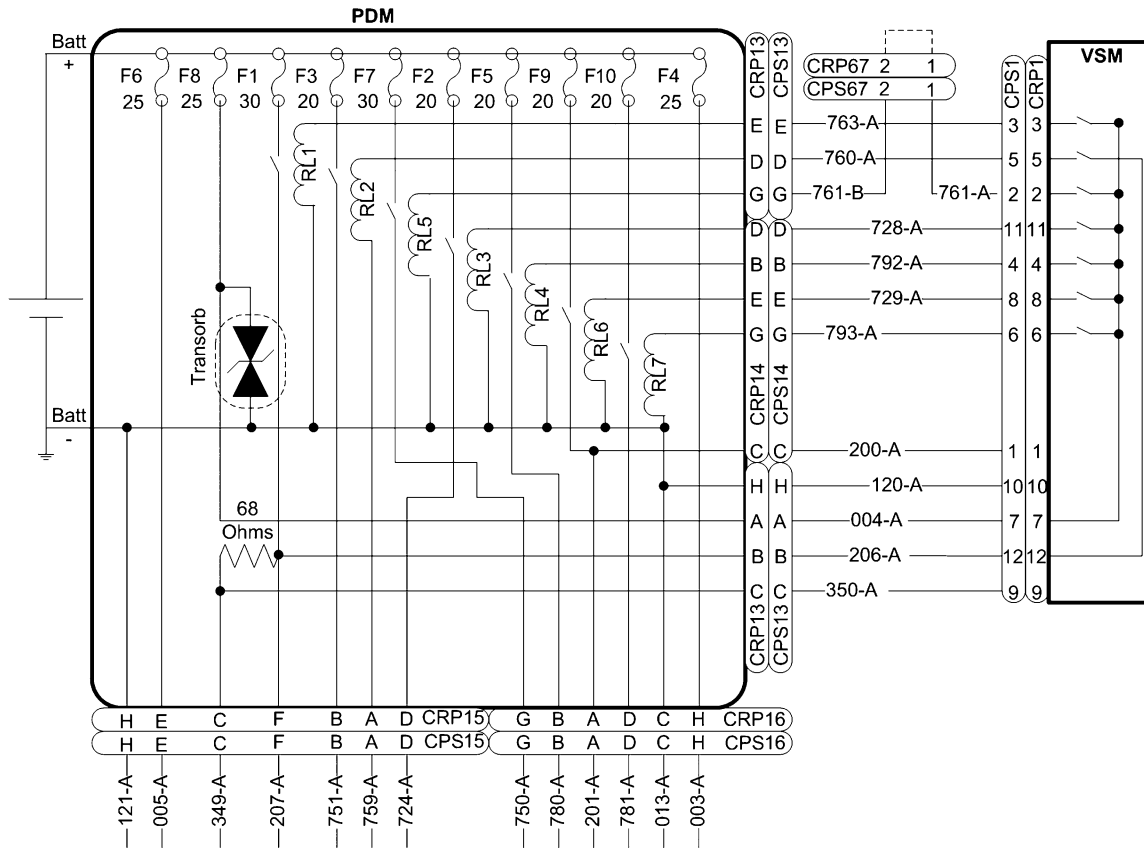 PDM
Batt
+
F6 F8 F1 F3 F7 F2 F5 F9 F10 F4
25 25 30 20 30 20 20 20 20 25
CRP13 CPS13
CRP67 2 1
CPS67 2 1
CPS1 CRP1
VSM
E E 763-A 3 3
RL1
D D 760-A 5 5
RL2
G G 761-B 761-A 2 2
RL5
D D 728-A 11 11
RL3
B B 792-A 4 4
RL4
E E 729-A 8 8
RL6
G G 793-A 6 6
RL7
Transorb
CRP14 CPS14
Batt
-
C C 200-A 1 1
H H 120-A 10 10
68
Ohms
A A 004-A 7 7
B B 206-A 12 12
C C 350-A 9 9
CRP13 CPS13
H E C F B A D CRP15 G B A D C H CRP16
H E C F B A D CPS15 G B A D C H CPS16
121-A 005-A 349-A 207-A 751-A 759-A 724-A 750-A 780-A 201-A 781-A 013-A 003-A